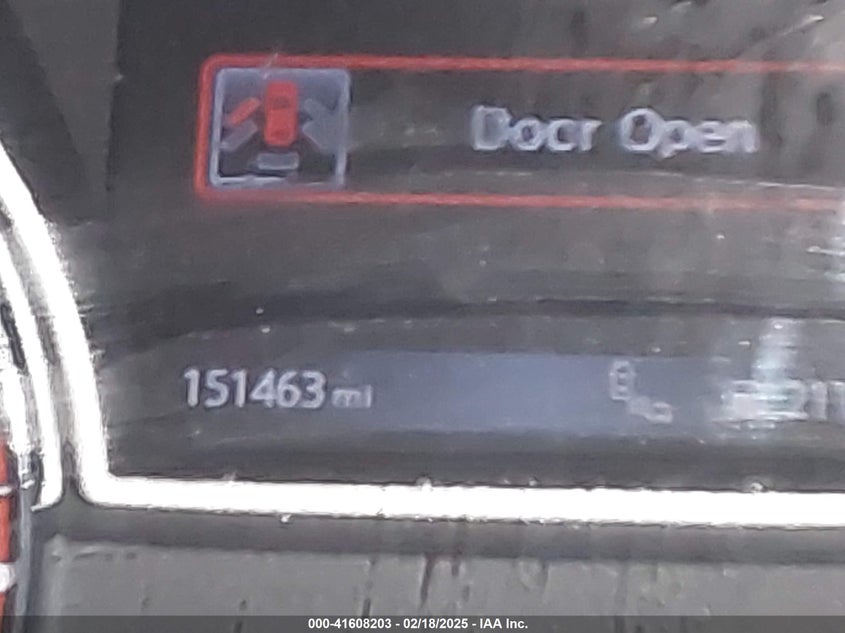 Door Open
151463 mi
000-41608203 - 02/18/2025 - IAA Inc.